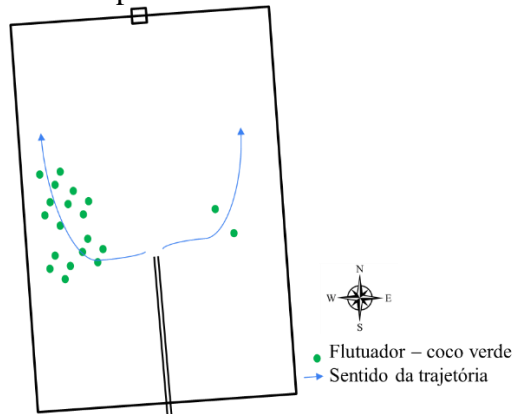 N
W E
S
Flutuador – coco verde
Sentido da trajetória